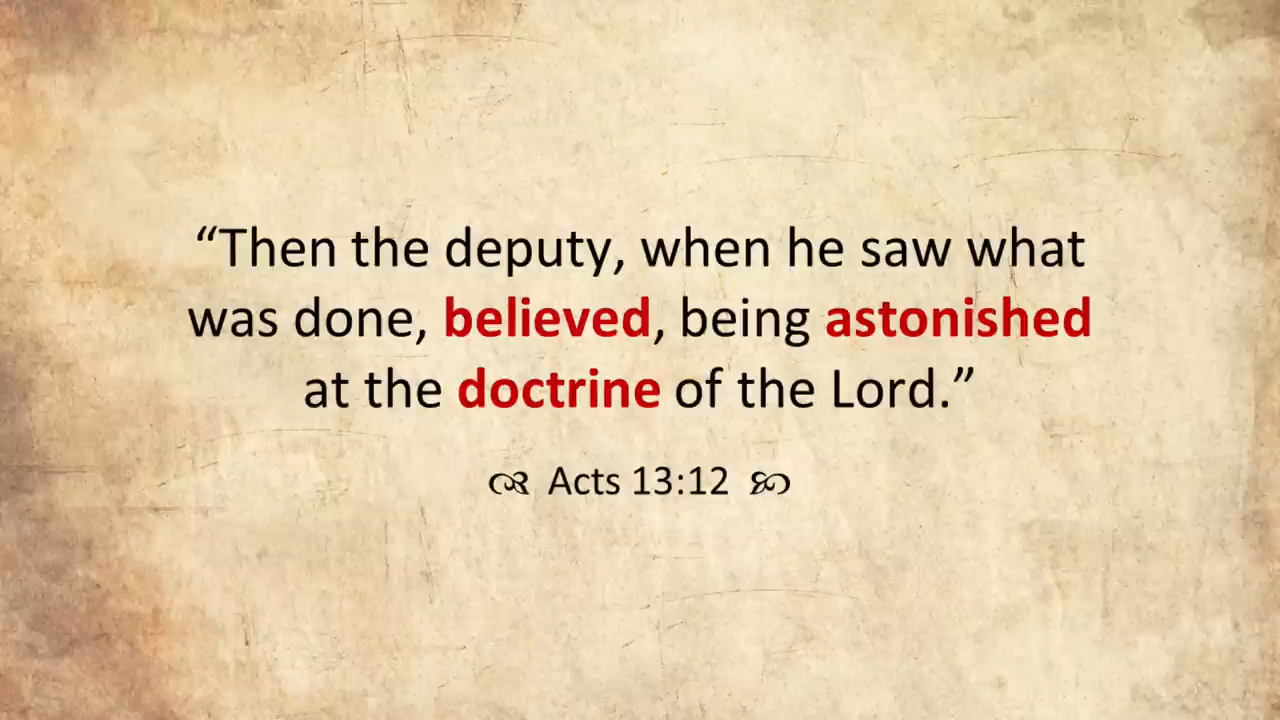 “Then the deputy, when he saw what
was done, believed, being astonished
at the doctrine of the Lord.”
Acts 13:12